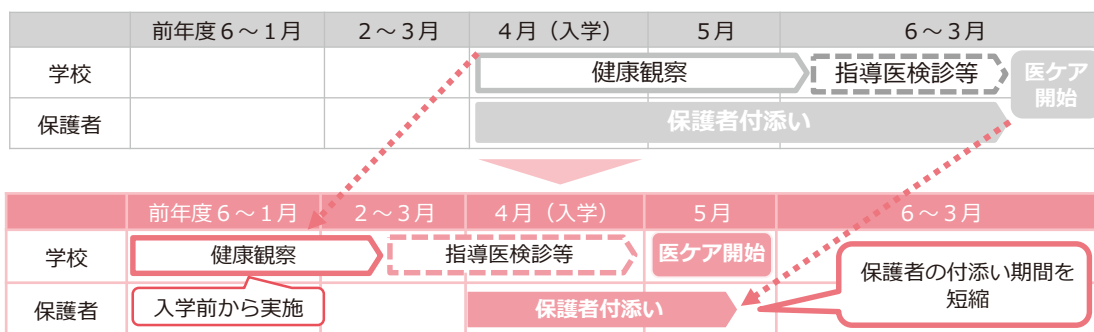 前年度6～1月 2～3月 4月（入学） 5月 6～3月
学校 健康観察 指導医検診等 医ケア
開始
保護者 保護者付添い
前年度6～1月 2～3月 4月（入学） 5月 6～3月
学校 健康観察 指導医検診等 医ケア開始
保護者の付添い期間を
短縮
保護者 入学前から実施 保護者付添い